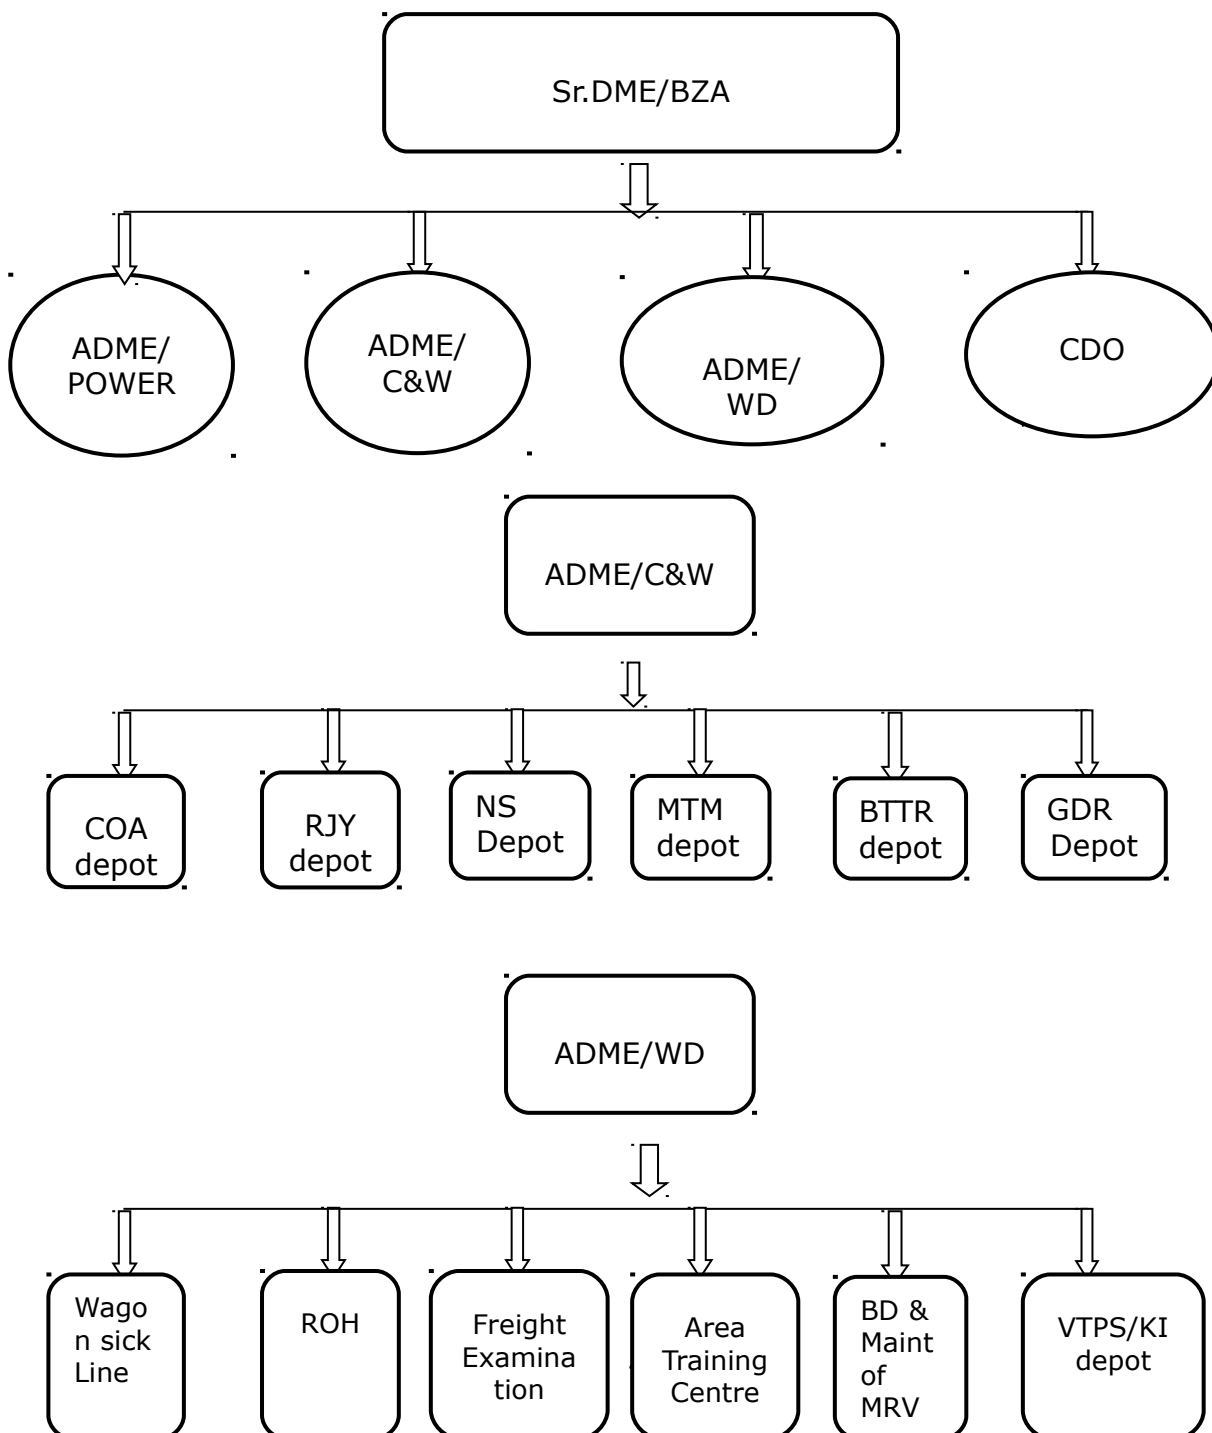 Sr.DME/BZA
ADME/
POWER
ADME/
C&W
ADME/
WD
CDO
ADME/C&W
COA
depot
RJY
depot
NS
Depot
MTM
depot
BTTR
depot
GDR
Depot
ADME/WD
Wago
n sick
Line
ROH
Freight
Examina
tion
Area
Training
Centre
BD &
Maint
of
MRV
VTPS/KI
depot